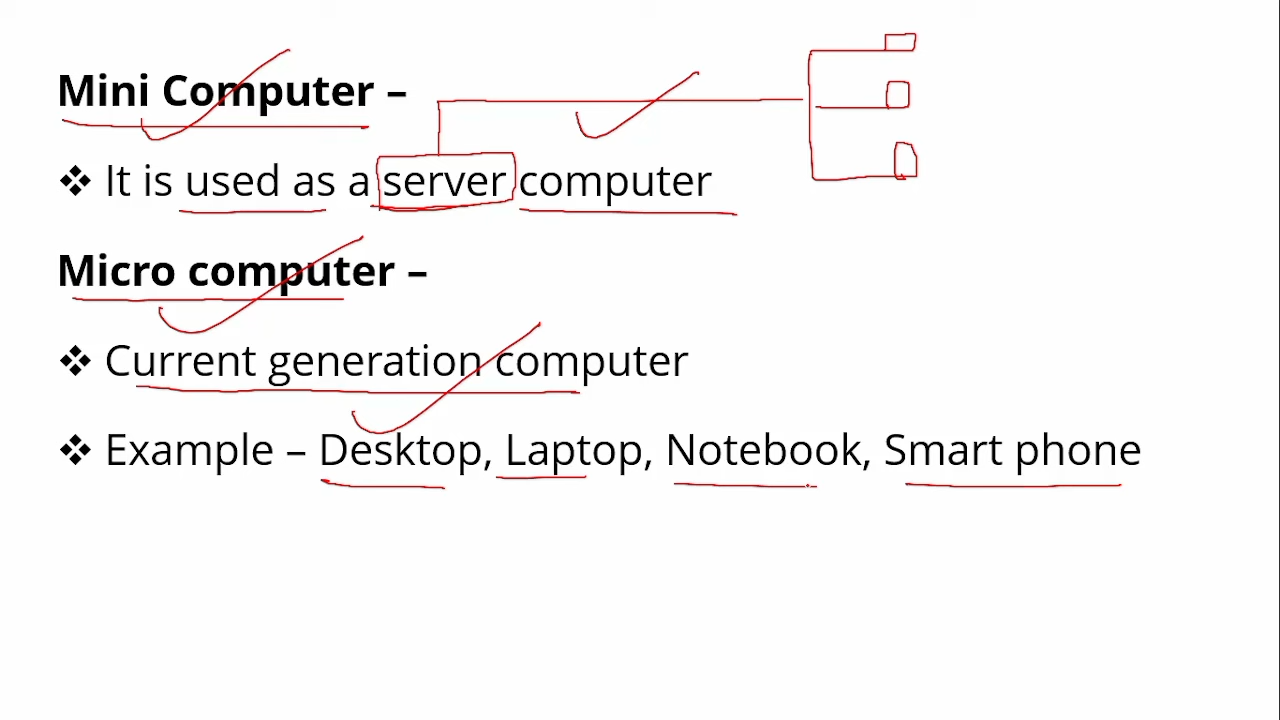 Mini Computer –
❖ It is used as a server computer
Micro computer –
❖ Current generation computer
❖ Example – Desktop, Laptop, Notebook, Smart phone